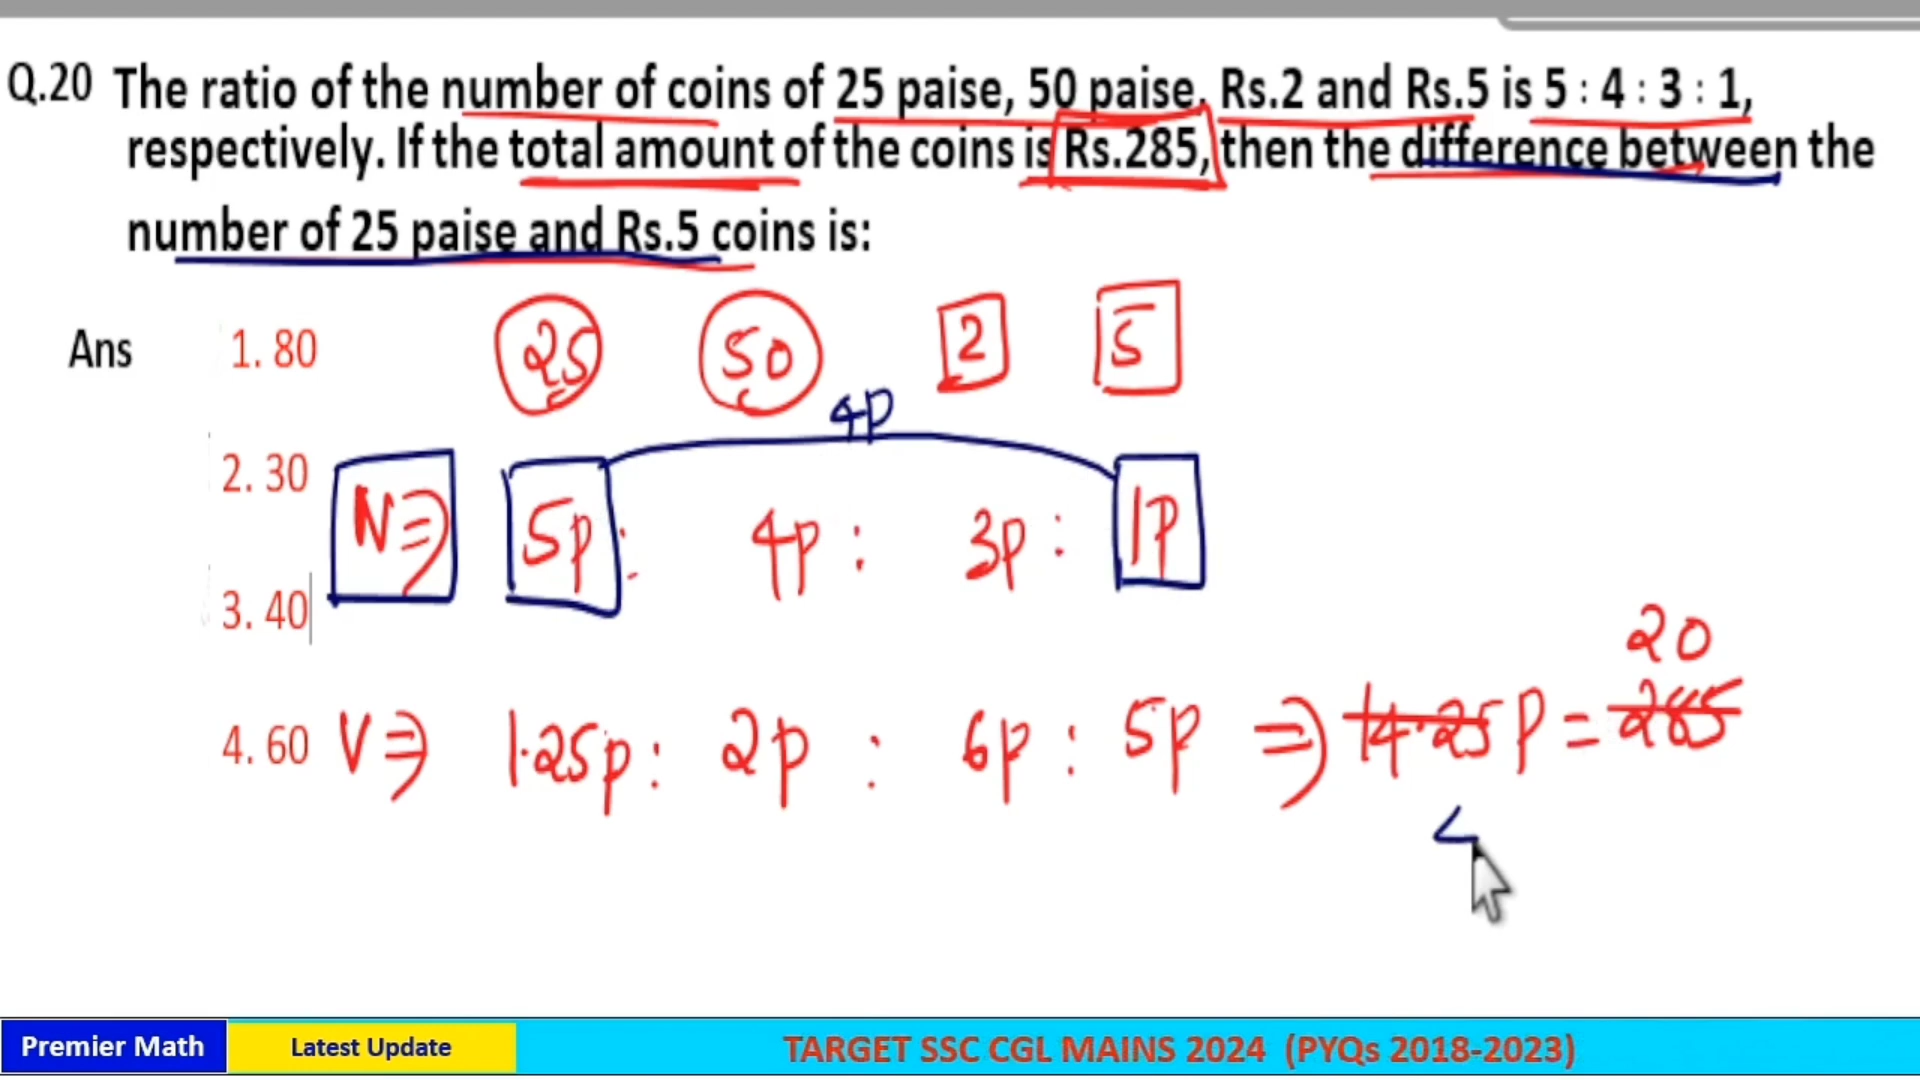 Q.20 The ratio of the number of coins of 25 paise, 50 paise, Rs.2 and Rs.5 is 5 : 4 : 3 : 1,
respectively. If the total amount of the coins is Rs.285, then the difference between the
number of 25 paise and Rs.5 coins is:
Ans 1. 80
25 50 2 5
4P
2. 30
N⇒ 5p : 4p : 3p : 1p
3. 40
20
4. 60 V⇒ 1.25p : 2p : 6p : 5p ⇒ 14.25 P = 285
Premier Math Latest Update TARGET SSC CGL MAINS 2024 (PYQs 2018-2023)